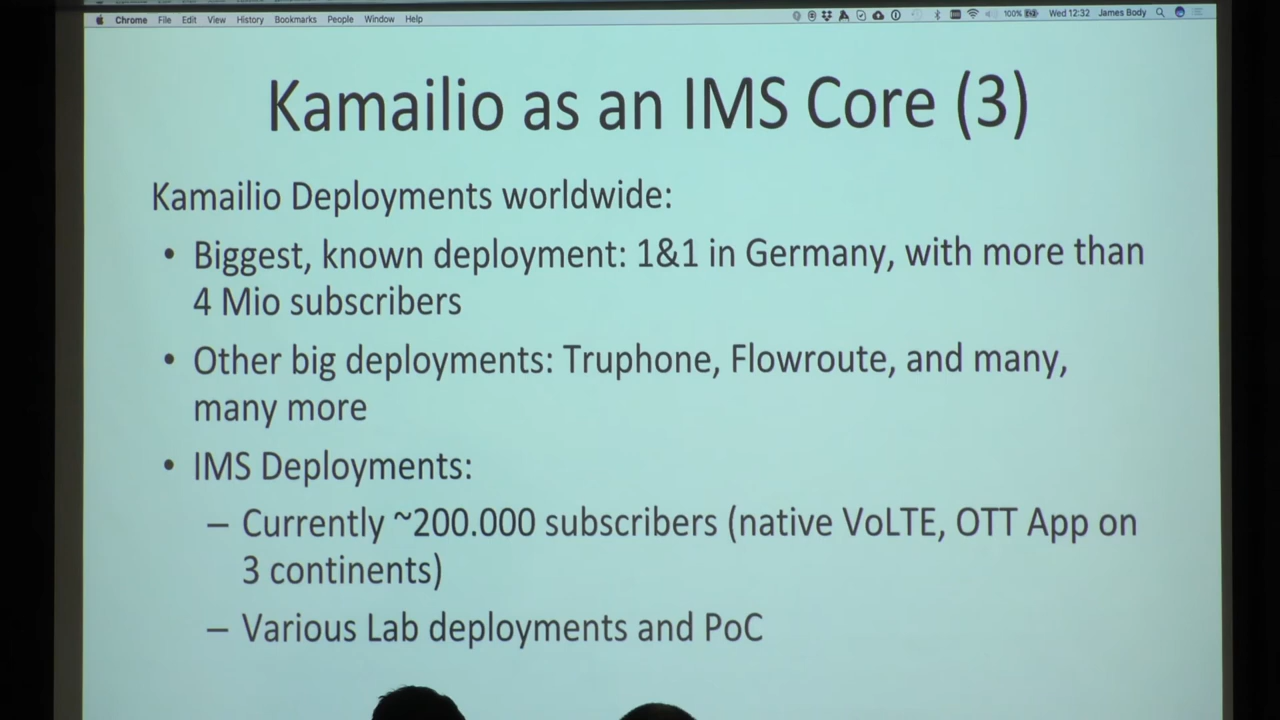 Chrome File Edit View History Bookmarks People Window Help 100% Wed 12:32 James Body
Kamailio as an IMS Core (3)
Kamailio Deployments worldwide:
• Biggest, known deployment: 1&1 in Germany, with more than
4 Mio subscribers
• Other big deployments: Truphone, Flowroute, and many,
many more
• IMS Deployments:
– Currently ~200.000 subscribers (native VoLTE, OTT App on
3 continents)
– Various Lab deployments and PoC